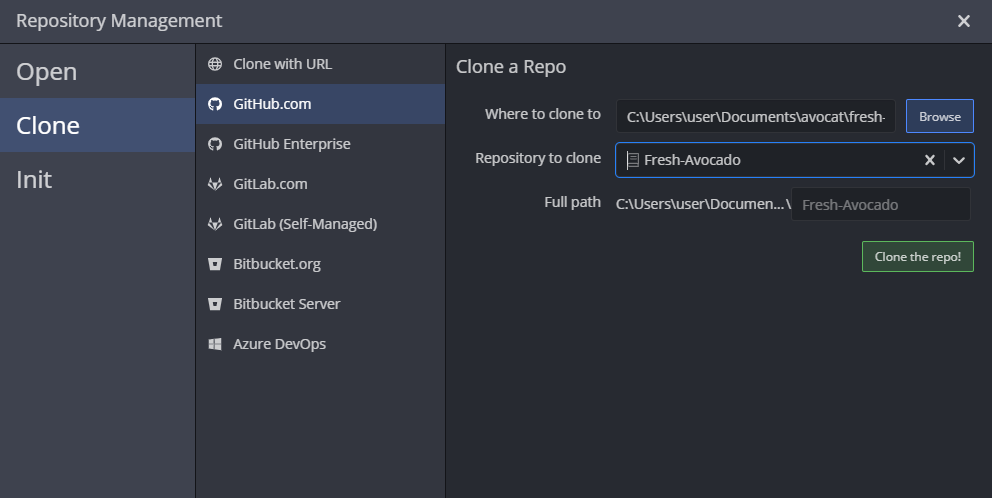 Repository Management
Open
Clone
Init
Clone with URL
GitHub.com
GitHub Enterprise
GitLab.com
GitLab (Self-Managed)
Bitbucket.org
Bitbucket Server
Azure DevOps
Clone a Repo
Where to clone to C:\Users\user\Documents\avocat\fresh- Browse
Repository to clone Fresh-Avocado
Full path C:\Users\user\Documen...\ Fresh-Avocado
Clone the repo!